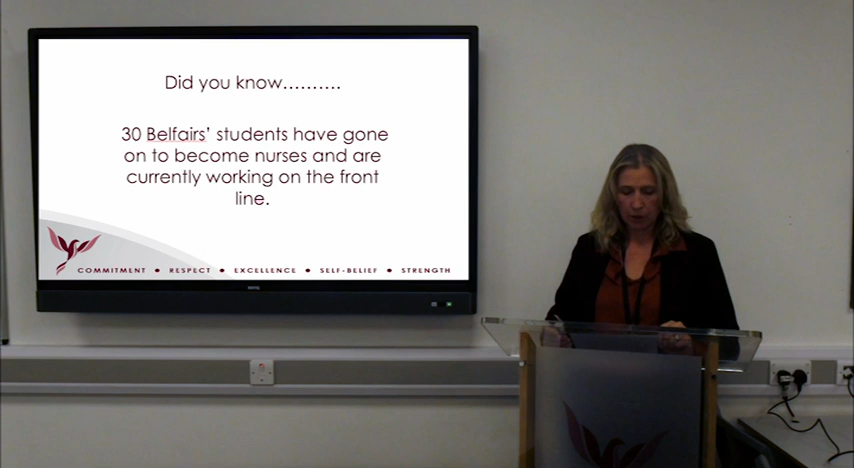 Did you know..........
30 Belfairs' students have gone
on to become nurses and are
currently working on the front
line.
COMMITMENT • RESPECT • EXCELLENCE • SELF-BELIEF • STRENGTH
BENQ